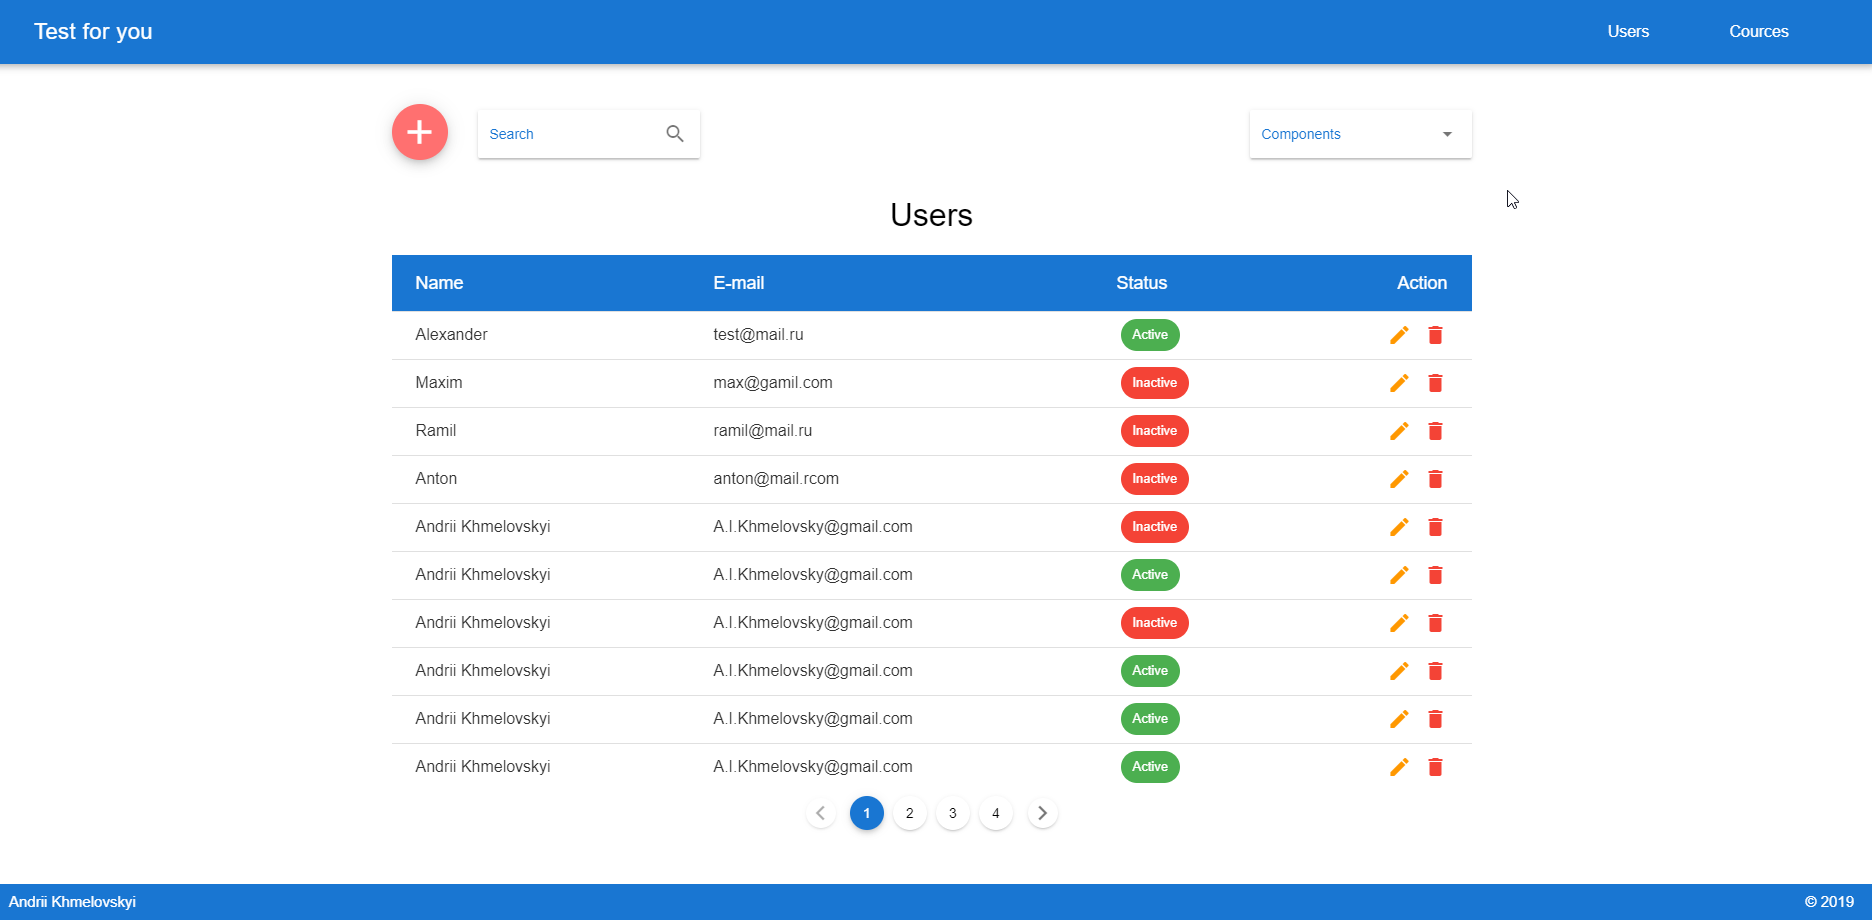 Test for you Users Cources
Search Components
Users
Name E-mail Status Action
Alexander test@mail.ru Active
Maxim max@gamil.com Inactive
Ramil ramil@mail.ru Inactive
Anton anton@mail.rcom Inactive
Andrii Khmelovskyi A.I.Khmelovsky@gmail.com Inactive
Andrii Khmelovskyi A.I.Khmelovsky@gmail.com Active
Andrii Khmelovskyi A.I.Khmelovsky@gmail.com Inactive
Andrii Khmelovskyi A.I.Khmelovsky@gmail.com Active
Andrii Khmelovskyi A.I.Khmelovsky@gmail.com Active
Andrii Khmelovskyi A.I.Khmelovsky@gmail.com Active
1 2 3 4
Andrii Khmelovskyi © 2019